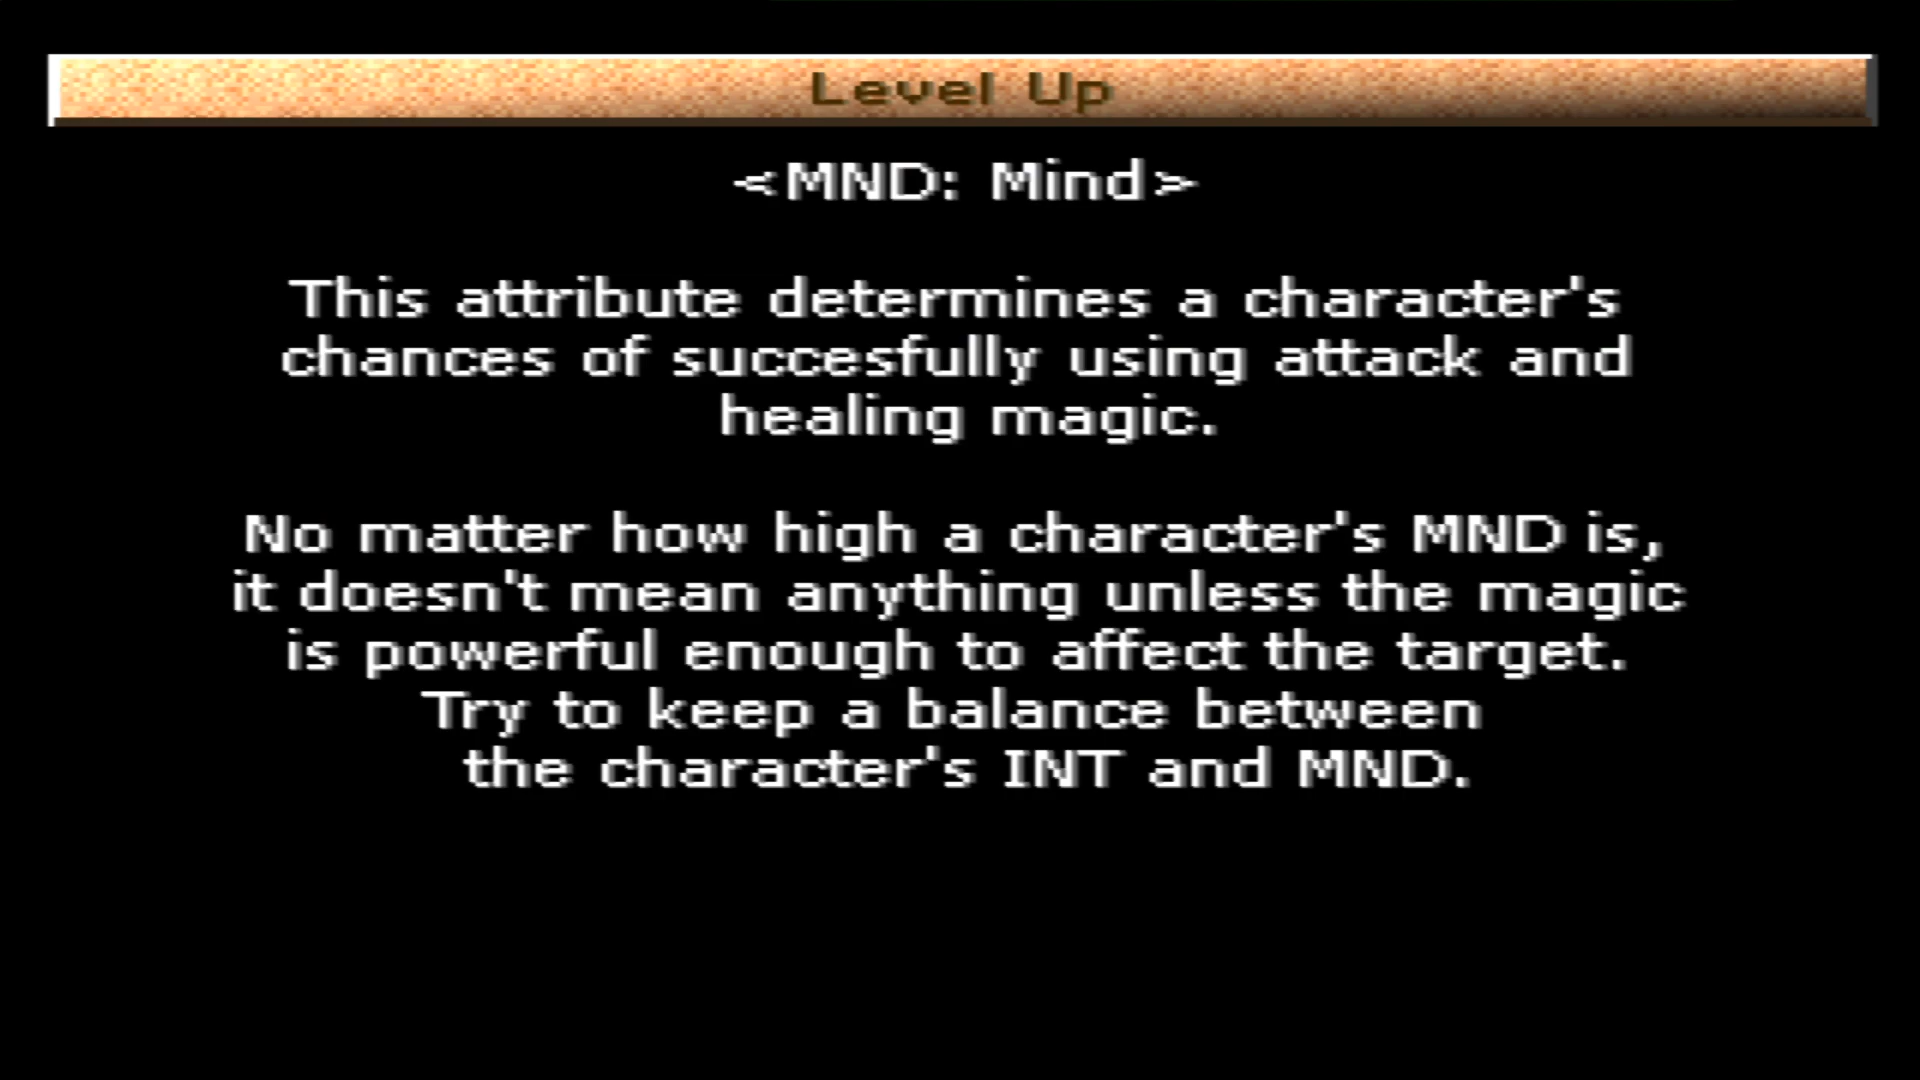 Level Up
<MND: Mind>
This attribute determines a character's
chances of succesfully using attack and
healing magic.
No matter how high a character's MND is,
it doesn't mean anything unless the magic
is powerful enough to affect the target.
Try to keep a balance between
the character's INT and MND.